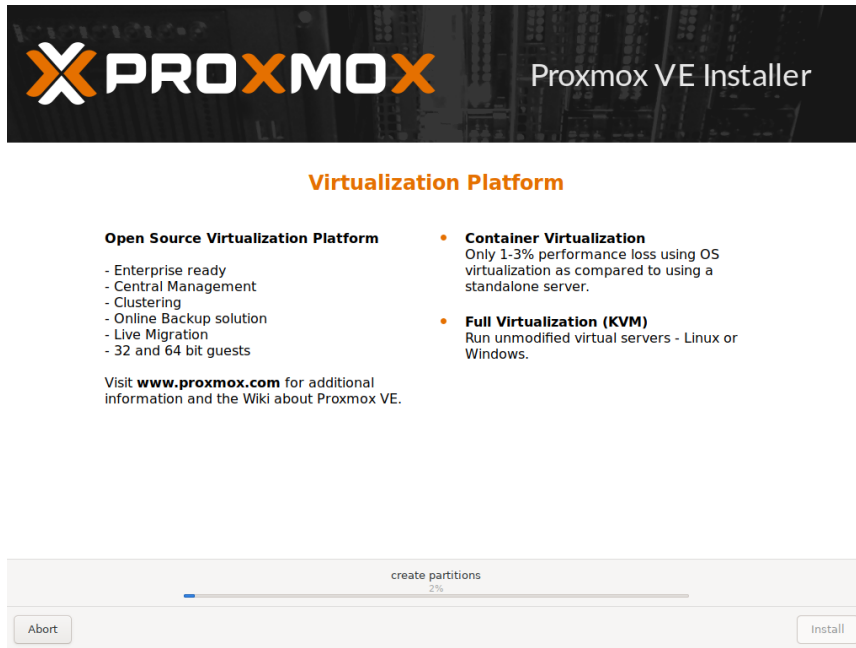 PROXMOX
Proxmox VE Installer
Virtualization Platform
Open Source Virtualization Platform
- Enterprise ready
- Central Management
- Clustering
- Online Backup solution
- Live Migration
- 32 and 64 bit guests
Visit www.proxmox.com for additional
information and the Wiki about Proxmox VE.
Container Virtualization
Only 1-3% performance loss using OS
virtualization as compared to using a
standalone server.
Full Virtualization (KVM)
Run unmodified virtual servers - Linux or
Windows.
create partitions
2%
Abort
Install